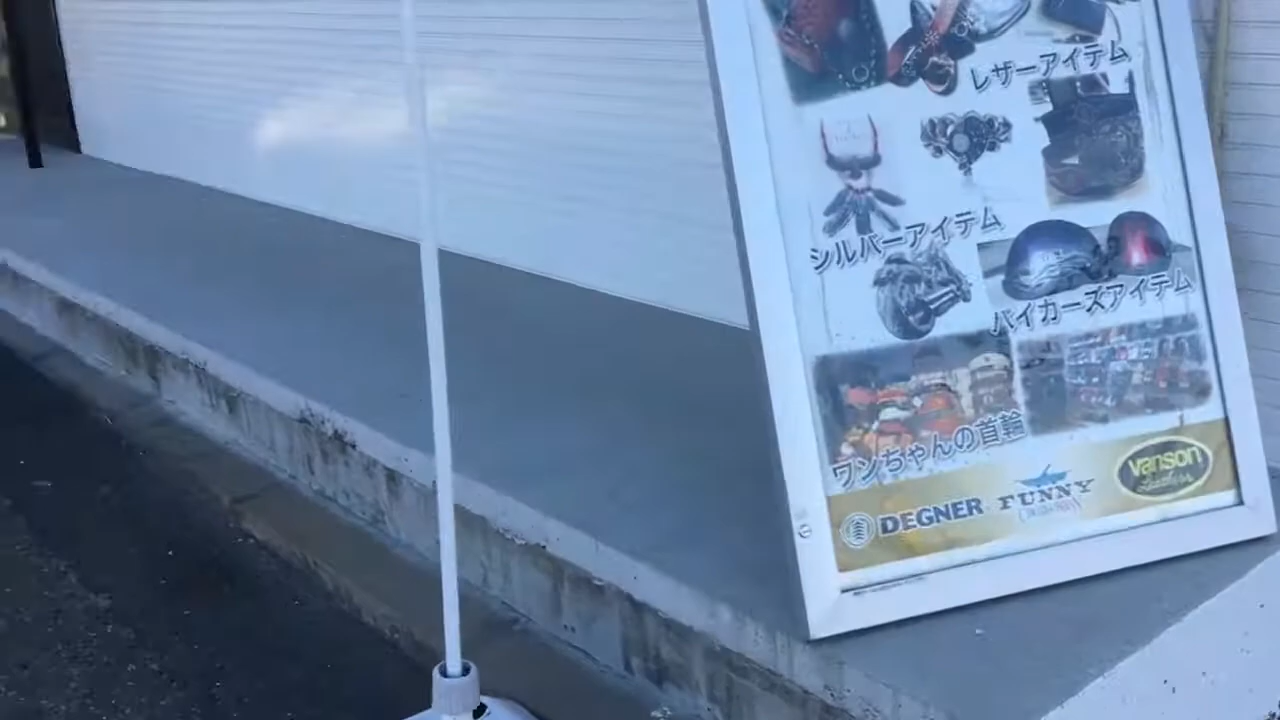 レザーアイテム
シルバーアイテム
バイカーズアイテム
ワンちゃんの首輪
DEGNER
FUNNY
Vanson